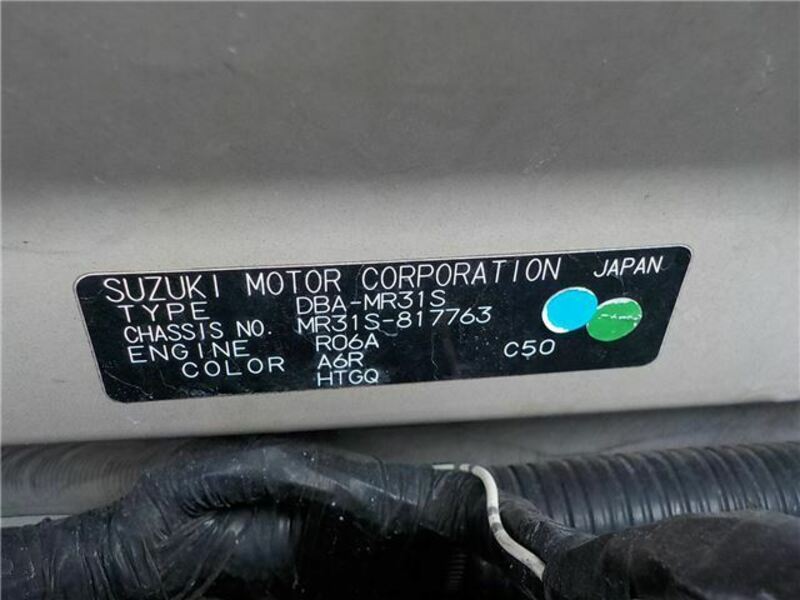 SUZUKI MOTOR CORPORATION JAPAN
TYPE DBA-MR31S
CHASSIS NO. MR31S-817763
ENGINE R06A C50
COLOR A6R
HTGQ